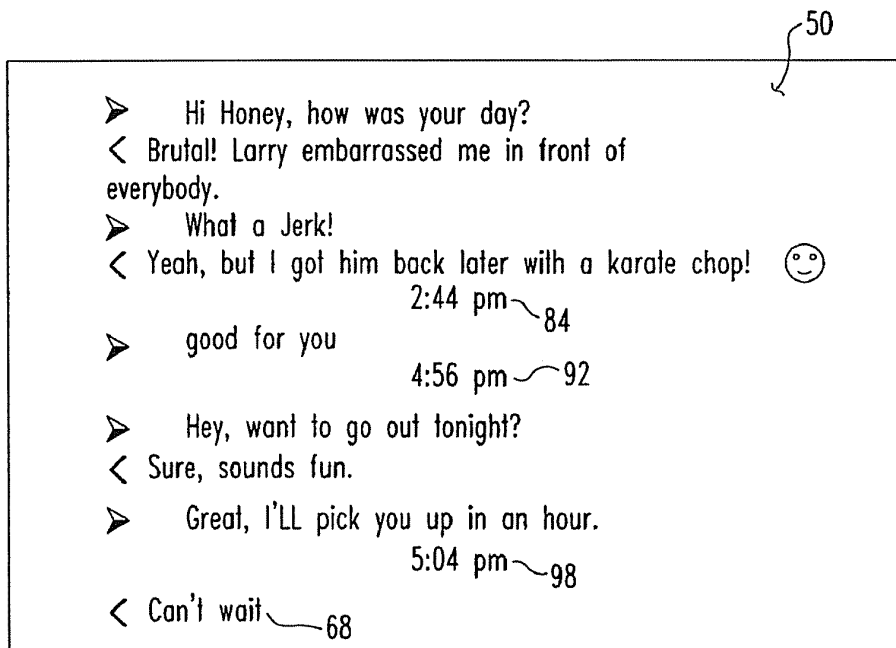 50
➢ Hi Honey, how was your day?
< Brutal! Larry embarrassed me in front of
everybody.
➢ What a Jerk!
< Yeah, but I got him back later with a karate chop!
2:44 pm 84
➢ good for you
4:56 pm 92
➢ Hey, want to go out tonight?
< Sure, sounds fun.
➢ Great, I'LL pick you up in an hour.
5:04 pm 98
< Can't wait 68